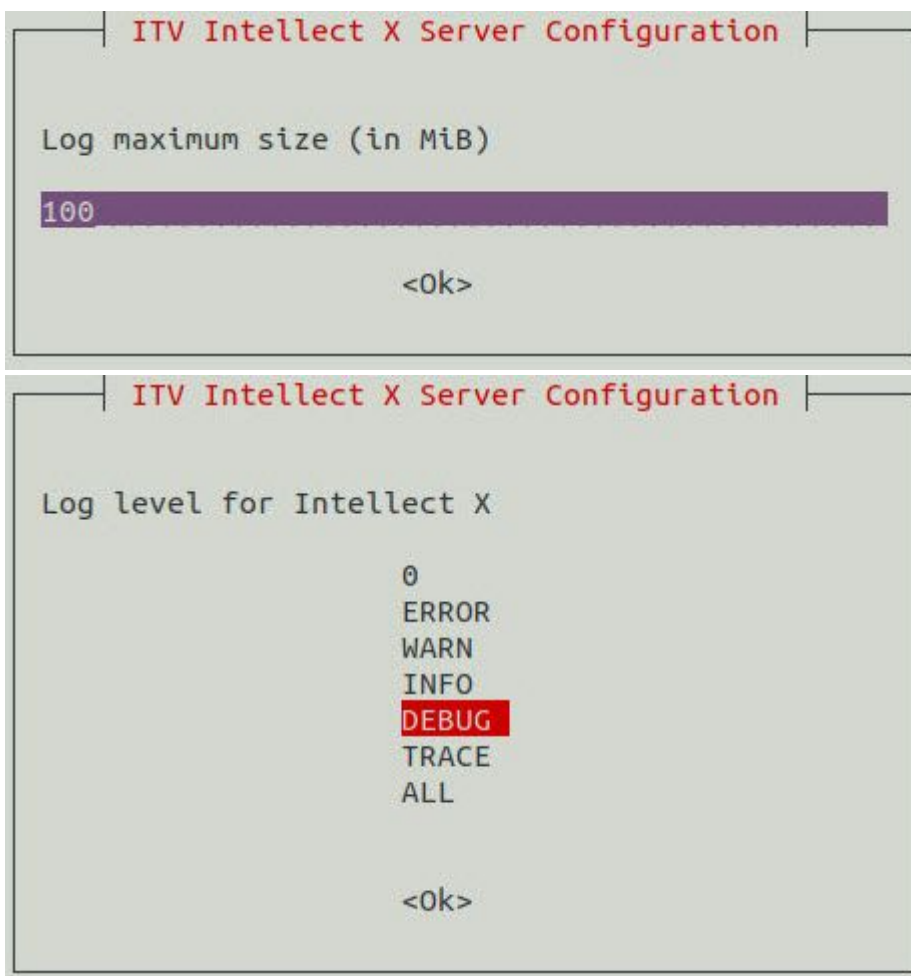 ITV Intellect X Server Configuration
Log maximum size (in MiB)
100
<Ok>
ITV Intellect X Server Configuration
Log level for Intellect X
0
ERROR
WARN
INFO
DEBUG
TRACE
ALL
<Ok>